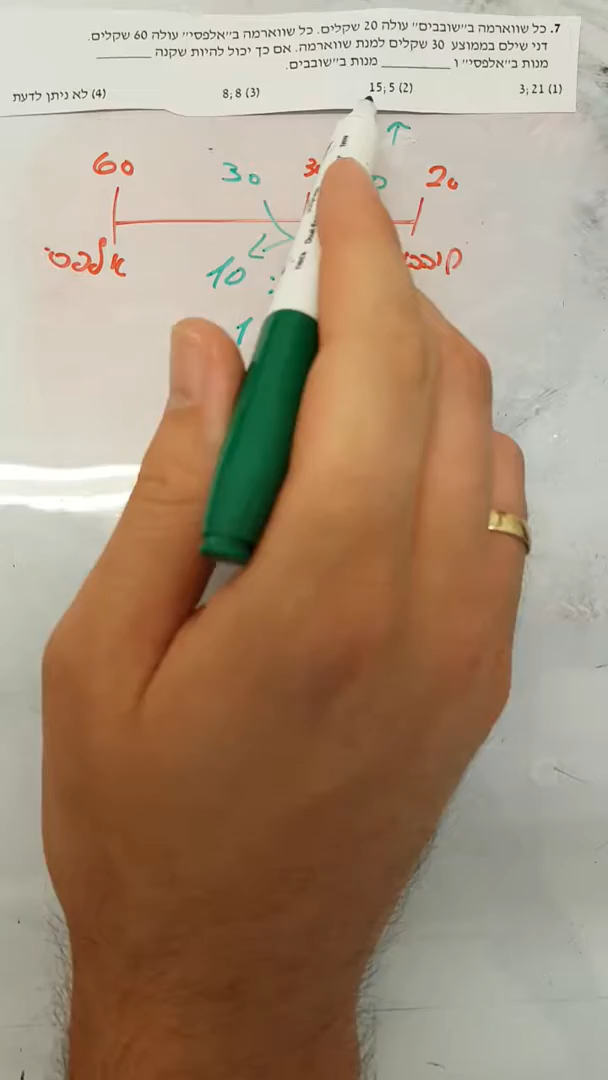 7. כל שווארמה ב"שובבים" עולה 20 שקלים. כל שווארמה ב"אלפסי" עולה 60 שקלים.
דני שילם בממוצע 30 שקלים למנת שווארמה. אם כך יכול להיות שקנה ________
מנות ב"אלפסי" ו ________ מנות ב"שובבים.
(1) 3; 21 (2) 15; 5 (3) 8; 8 (4) לא ניתן לדעת
60 30 20
אלפסי
10 :
1